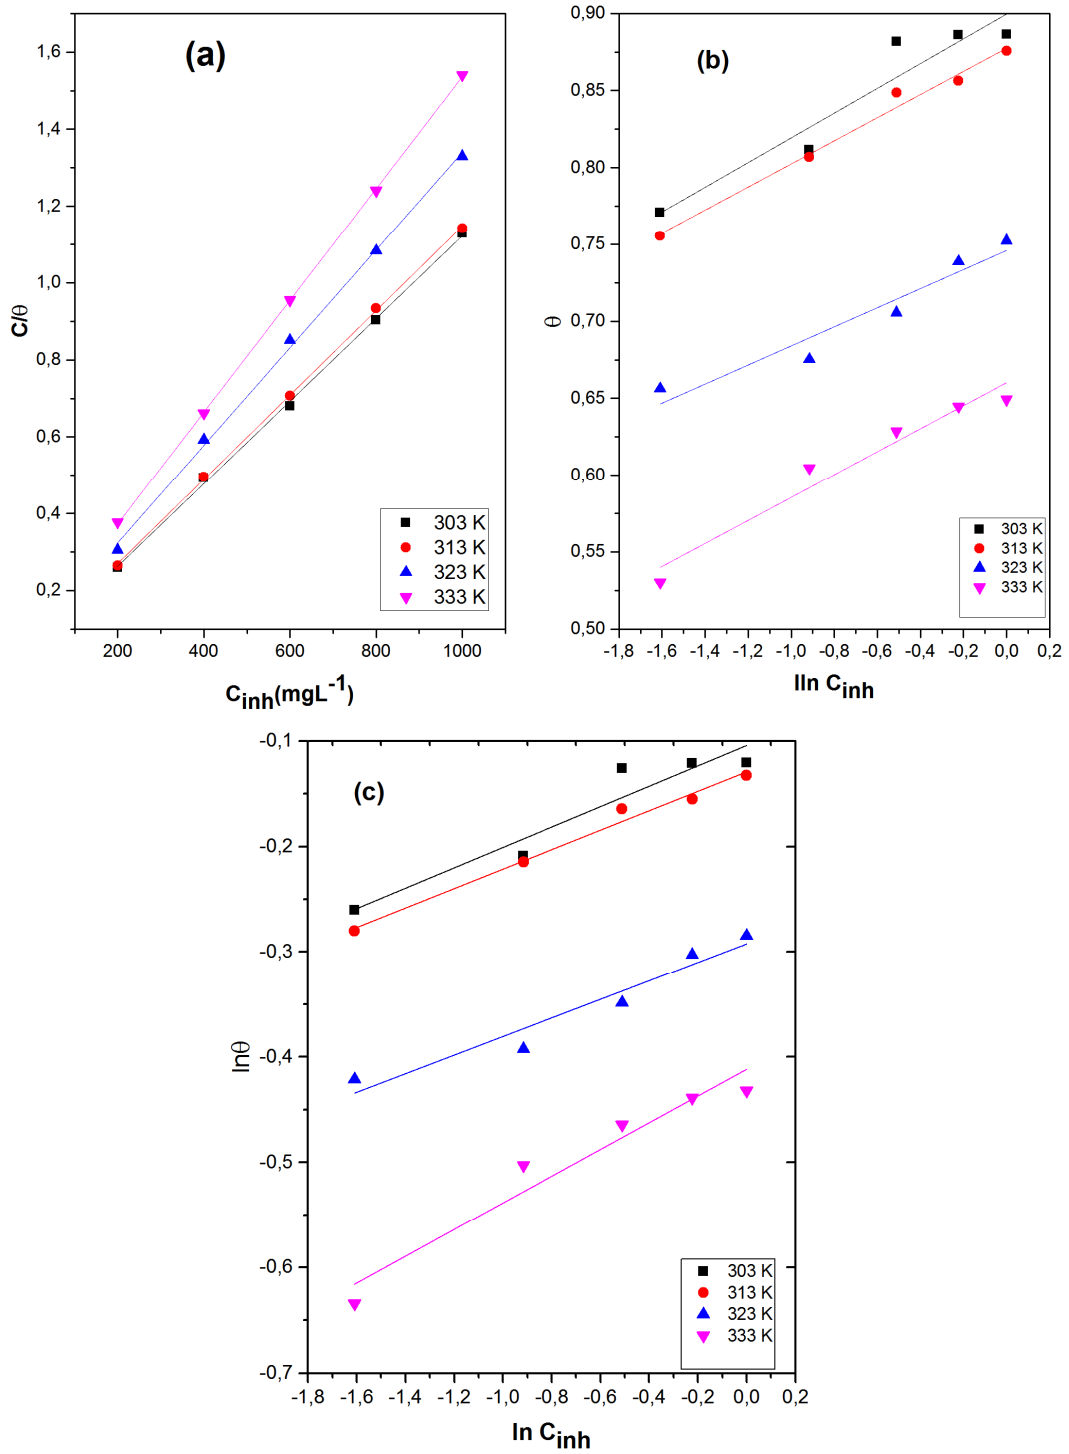 (a)
1,6
1,4
1,2
1,0
0,8
0,6
0,4
0,2
C/θ
200 400 600 800 1000
C_inh(mgL^-1)
303 K
313 K
323 K
333 K
(b)
0,90
0,85
0,80
0,75
0,70
0,65
0,60
0,55
0,50
θ
-1,8 -1,6 -1,4 -1,2 -1,0 -0,8 -0,6 -0,4 -0,2 0,0 0,2
lln C_inh
303 K
313 K
323 K
333 K
(c)
-0,1
-0,2
-0,3
-0,4
-0,5
-0,6
-0,7
lnθ
-1,8 -1,6 -1,4 -1,2 -1,0 -0,8 -0,6 -0,4 -0,2 0,0 0,2
ln C_inh
303 K
313 K
323 K
333 K